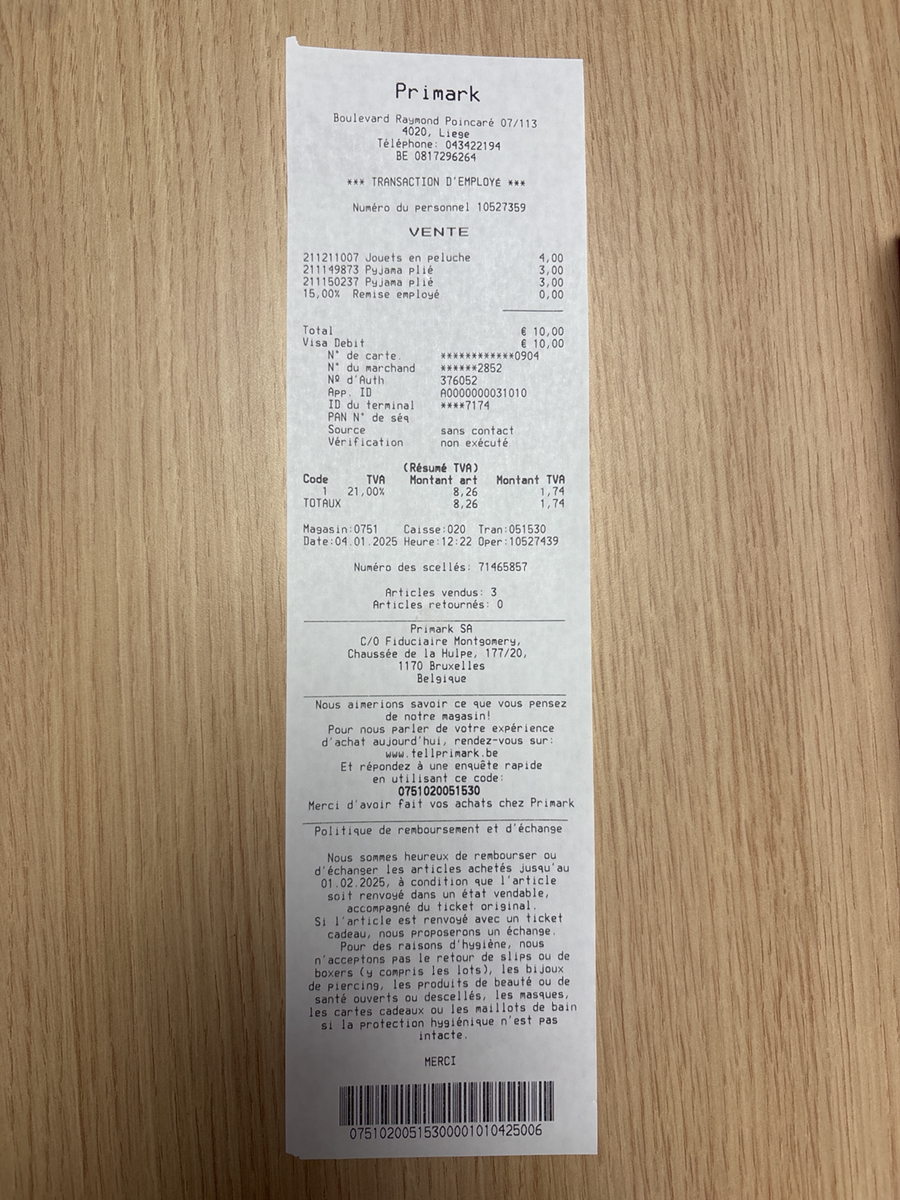 Primark
Boulevard Raymond Poincaré 07/113
4020, Liege
Téléphone: 043422194
BE 0817296264
*** TRANSACTION D'EMPLOYÉ ***
Numéro du personnel 10527359
VENTE
211211007 Jouets en peluche 4,00
211149873 Pyjama plié 3,00
211150237 Pyjama plié 3,00
15,00% Remise employé 0,00
Total € 10,00
Visa Debit € 10,00
N° de carte. ************0904
N° du marchand ******2852
Nº d'Auth 376052
App. ID A0000000031010
ID du terminal ****7174
PAN N° de séq
Source sans contact
Vérification non exécuté
(Résumé TVA)
Code TVA Montant art Montant TVA
1 21,00% 8,26 1,74
TOTAUX 8,26 1,74
Magasin:0751 Caisse:020 Tran:051530
Date:04.01.2025 Heure:12:22 Oper:10527439
Numéro des scellés: 71465857
Articles vendus: 3
Articles retournés: 0
Primark SA
C/O Fiduciaire Montgomery,
Chaussée de la Hulpe, 177/20,
1170 Bruxelles
Belgique
Nous aimerions savoir ce que vous pensez
de notre magasin!
Pour nous parler de votre expérience
d'achat aujourd'hui, rendez-vous sur:
www.tellprimark.be
Et répondez à une enquête rapide
en utilisant ce code:
0751020051530
Merci d'avoir fait vos achats chez Primark
Politique de remboursement et d'échange
Nous sommes heureux de rembourser ou
d'échanger les articles achetés jusqu'au
01.02.2025, à condition que l'article
soit renvoyé dans un état vendable,
accompagné du ticket original.
Si l'article est renvoyé avec un ticket
cadeau, nous proposerons un échange.
Pour des raisons d'hygiène, nous
n'acceptons pas le retour de slips ou de
boxers (y compris les lots), les bijoux
de piercing, les produits de beauté ou de
santé ouverts ou descellés, les masques,
les cartes cadeaux ou les maillots de bain
si la protection hygiénique n'est pas
intacte.
MERCI
07510200515300001010425006